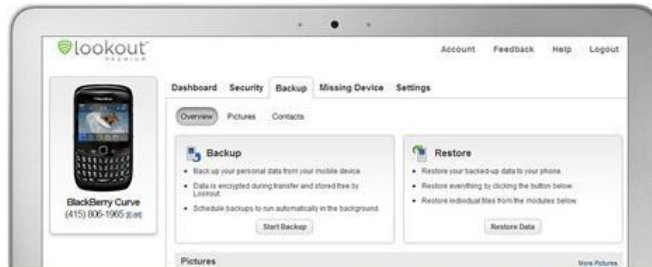 lookout
PREMIUM
Account Feedback Help Logout
Dashboard Security Backup Missing Device Settings
Overview Pictures Contacts
BlackBerry Curve
(415) 806-1965 [Edit]
Backup
Back up your personal data from your mobile device.
Data is encrypted during transfer and stored free by
Lookout.
Schedule backups to run automatically in the background.
Start Backup
Restore
Restore your backed-up data to your phone.
Restore everything by clicking the button below.
Restore individual files from the modules below.
Restore Data
Pictures
More Pictures